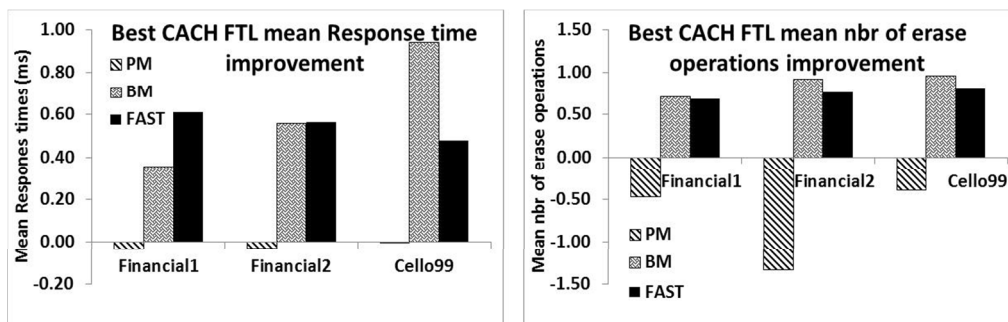 Best CACH FTL mean Response time
improvement
PM
BM
FAST
Mean Respones times (ms)
1.00
0.80
0.60
0.40
0.20
0.00
-0.20
Financial1 Financial2 Cello99
Best CACH FTL mean nbr of erase
operations improvement
Mean nbr of erase operations
1.50
1.00
0.50
0.00
-0.50
-1.00
-1.50
Financial1 Financial2 Cello99
PM
BM
FAST